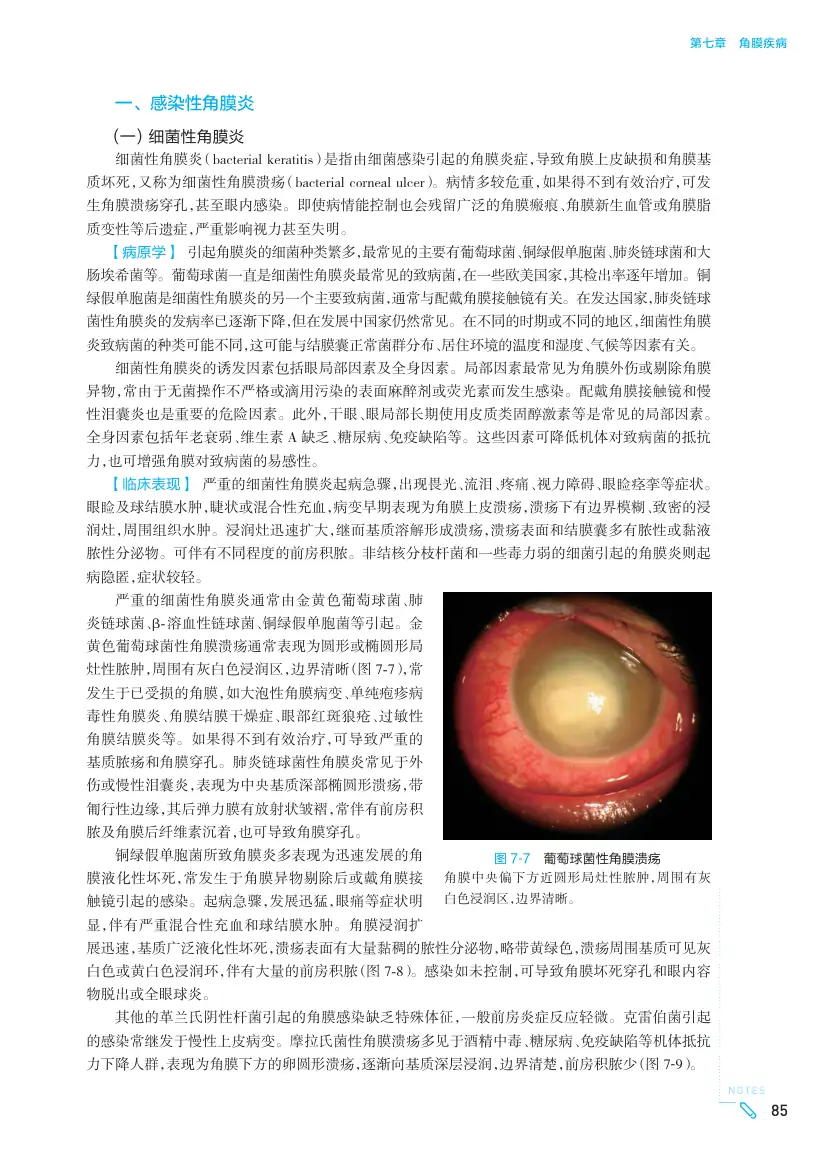 第七章 角膜疾病
一、感染性角膜炎
（一）细菌性角膜炎
细菌性角膜炎（bacterial keratitis）是指由细菌感染引起的角膜炎症，导致角膜上皮缺损和角膜基
质坏死，又称为细菌性角膜溃疡（bacterial corneal ulcer）。病情多较危重，如果得不到有效治疗，可发
生角膜溃疡穿孔，甚至眼内感染。即使病情能控制也会残留广泛的角膜瘢痕、角膜新生血管或角膜脂
质变性等后遗症，严重影响视力甚至失明。
【病原学】 引起角膜炎的细菌种类繁多，最常见的主要有葡萄球菌、铜绿假单胞菌、肺炎链球菌和大
肠埃希菌等。葡萄球菌一直是细菌性角膜炎最常见的致病菌，在一些欧美国家，其检出率逐年增加。铜
绿假单胞菌是细菌性角膜炎的另一个主要致病菌，通常与配戴角膜接触镜有关。在发达国家，肺炎链球
菌性角膜炎的发病率已逐渐下降，但在发展中国家仍然常见。在不同的时期或不同的地区，细菌性角膜
炎致病菌的种类可能不同，这可能与结膜囊正常菌群分布、居住环境的温度和湿度、气候等因素有关。
细菌性角膜炎的诱发因素包括眼局部因素及全身因素。局部因素最常见为角膜外伤或剔除角膜
异物，常由于无菌操作不严格或滴用污染的表面麻醉剂或荧光素而发生感染。配戴角膜接触镜和慢
性泪囊炎也是重要的危险因素。此外，干眼、眼局部长期使用皮质类固醇激素等是常见的局部因素。
全身因素包括年老衰弱、维生素 A 缺乏、糖尿病、免疫缺陷等。这些因素可降低机体对致病菌的抵抗
力，也可增强角膜对致病菌的易感性。
【临床表现】 严重的细菌性角膜炎起病急骤，出现畏光、流泪、疼痛、视力障碍、眼睑痉挛等症状。
眼睑及球结膜水肿，睫状或混合性充血，病变早期表现为角膜上皮溃疡，溃疡下有边界模糊、致密的浸
润灶，周围组织水肿。浸润灶迅速扩大，继而基质溶解形成溃疡，溃疡表面和结膜囊多有脓性或黏液
脓性分泌物。可伴有不同程度的前房积脓。非结核分枝杆菌和一些毒力弱的细菌引起的角膜炎则起
病隐匿，症状较轻。
严重的细菌性角膜炎通常由金黄色葡萄球菌、肺
炎链球菌、β-溶血性链球菌、铜绿假单胞菌等引起。金
黄色葡萄球菌性角膜溃疡通常表现为圆形或椭圆形局
灶性脓肿，周围有灰白色浸润区，边界清晰（图 7-7），常
发生于已受损的角膜，如大泡性角膜病变、单纯疱疹病
毒性角膜炎、角膜结膜干燥症、眼部红斑狼疮、过敏性
角膜结膜炎等。如果得不到有效治疗，可导致严重的
基质脓疡和角膜穿孔。肺炎链球菌性角膜炎常见于外
伤或慢性泪囊炎，表现为中央基质深部椭圆形溃疡，带
匍行性边缘，其后弹力膜有放射状皱褶，常伴有前房积
脓及角膜后纤维素沉着，也可导致角膜穿孔。
铜绿假单胞菌所致角膜炎多表现为迅速发展的角
膜液化性坏死，常发生于角膜异物剔除后或戴角膜接
触镜引起的感染。起病急骤，发展迅猛，眼痛等症状明
显，伴有严重混合性充血和球结膜水肿。角膜浸润扩
展迅速，基质广泛液化性坏死，溃疡表面有大量黏稠的脓性分泌物，略带黄绿色，溃疡周围基质可见灰
白色或黄白色浸润环，伴有大量的前房积脓（图 7-8）。感染如未控制，可导致角膜坏死穿孔和眼内容
物脱出或全眼球炎。
其他的革兰氏阴性杆菌引起的角膜感染缺乏特殊体征，一般前房炎症反应轻微。克雷伯菌引起
的感染常继发于慢性上皮病变。摩拉氏菌性角膜溃疡多见于酒精中毒、糖尿病、免疫缺陷等机体抵抗
力下降人群，表现为角膜下方的卵圆形溃疡，逐渐向基质深层浸润，边界清楚，前房积脓少（图 7-9）。
图 7-7 葡萄球菌性角膜溃疡
角膜中央偏下方近圆形局灶性脓肿，周围有灰
白色浸润区，边界清晰。
NOTES
85